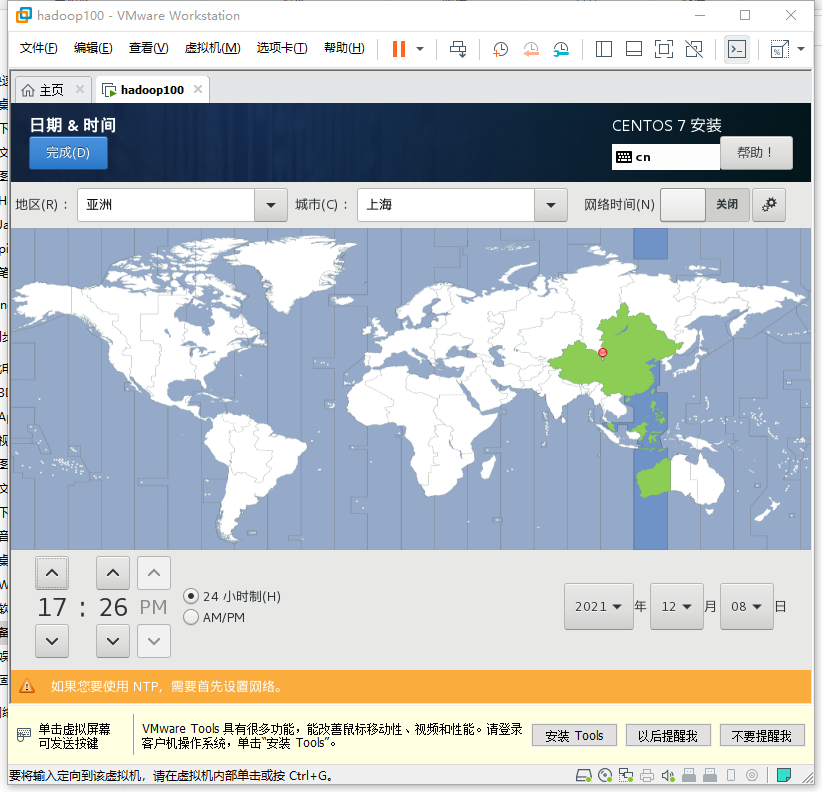 hadoop100 - VMware Workstation
文件(F) 编辑(E) 查看(V) 虚拟机(M) 选项卡(T) 帮助(H)
主页 hadoop100
日期 & 时间
CENTOS 7 安装
完成(D)
cn
帮助！
地区(R)： 亚洲 城市(C)： 上海 网络时间(N) 关闭
17 : 26 PM
24 小时制(H)
AM/PM
2021 年 12 月 08 日
如果您要使用 NTP，需要首先设置网络。
单击虚拟屏幕
可发送按键
VMware Tools 具有很多功能，能改善鼠标移动性、视频和性能。请登录
客户机操作系统，单击“安装 Tools”。
安装 Tools 以后提醒我 不要提醒我
要将输入定向到该虚拟机，请在虚拟机内部单击或按 Ctrl+G。